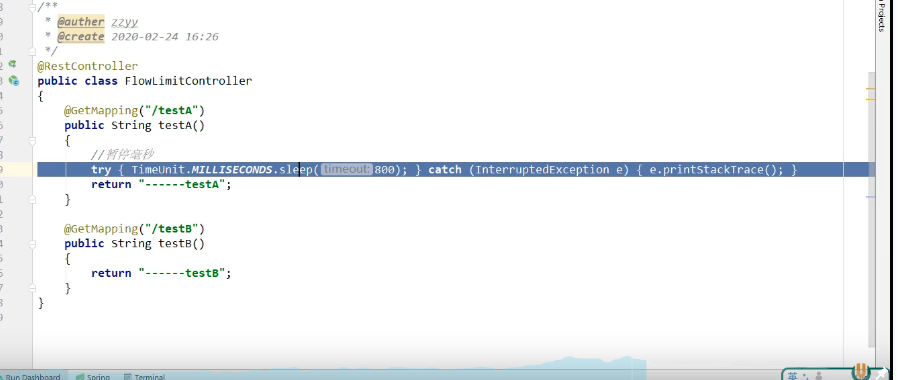 /**
* @auther zzyy
* @create 2020-02-24 16:26
*/
@RestController
public class FlowLimitController
{
@GetMapping("/testA")
public String testA()
{
//暂停毫秒
try { TimeUnit.MILLISECONDS.sleep( timeout: 800); } catch (InterruptedException e) { e.printStackTrace(); }
return "------testA";
}
@GetMapping("/testB")
public String testB()
{
return "------testB";
}
}
Projects
Run Dashboard Spring Terminal
英